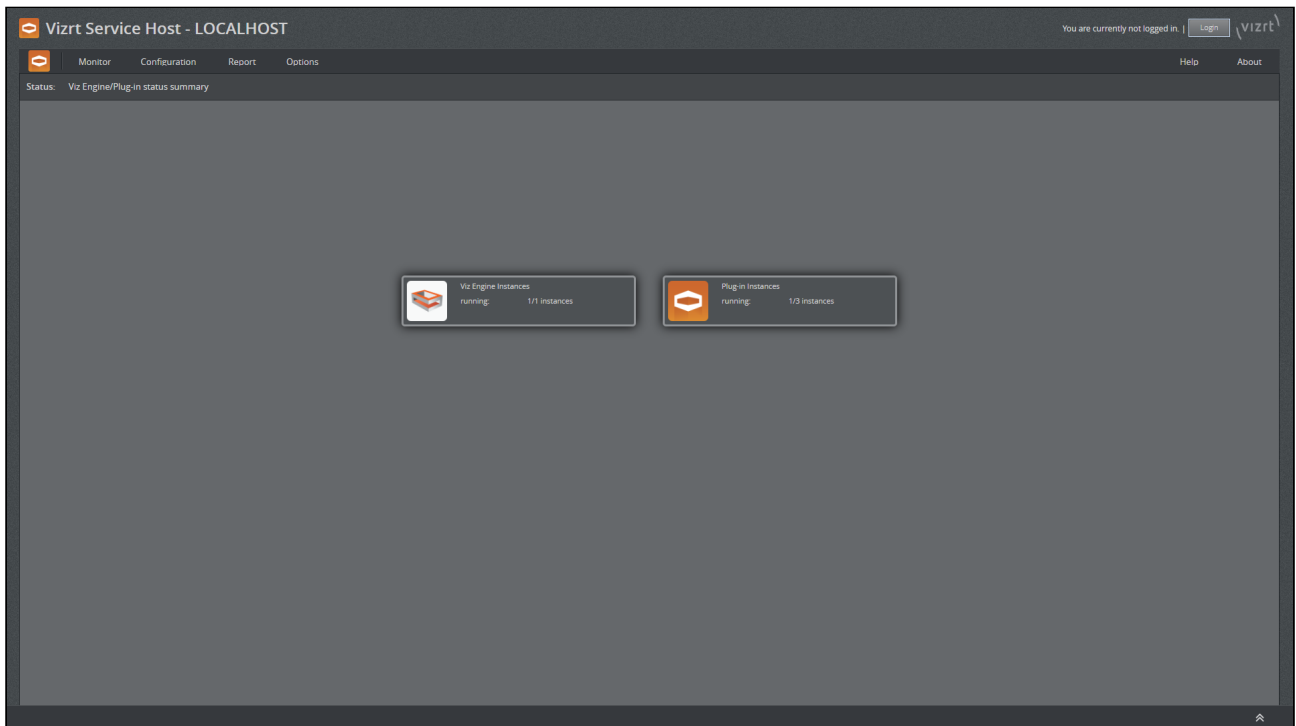 Vizrt Service Host - LOCALHOST
You are currently not logged in. | Login
vizrt
Monitor Configuration Report Options Help About
Status: Viz Engine/Plug-in status summary
Viz Engine Instances
running: 1/1 instances
Plug-in Instances
running: 1/3 instances